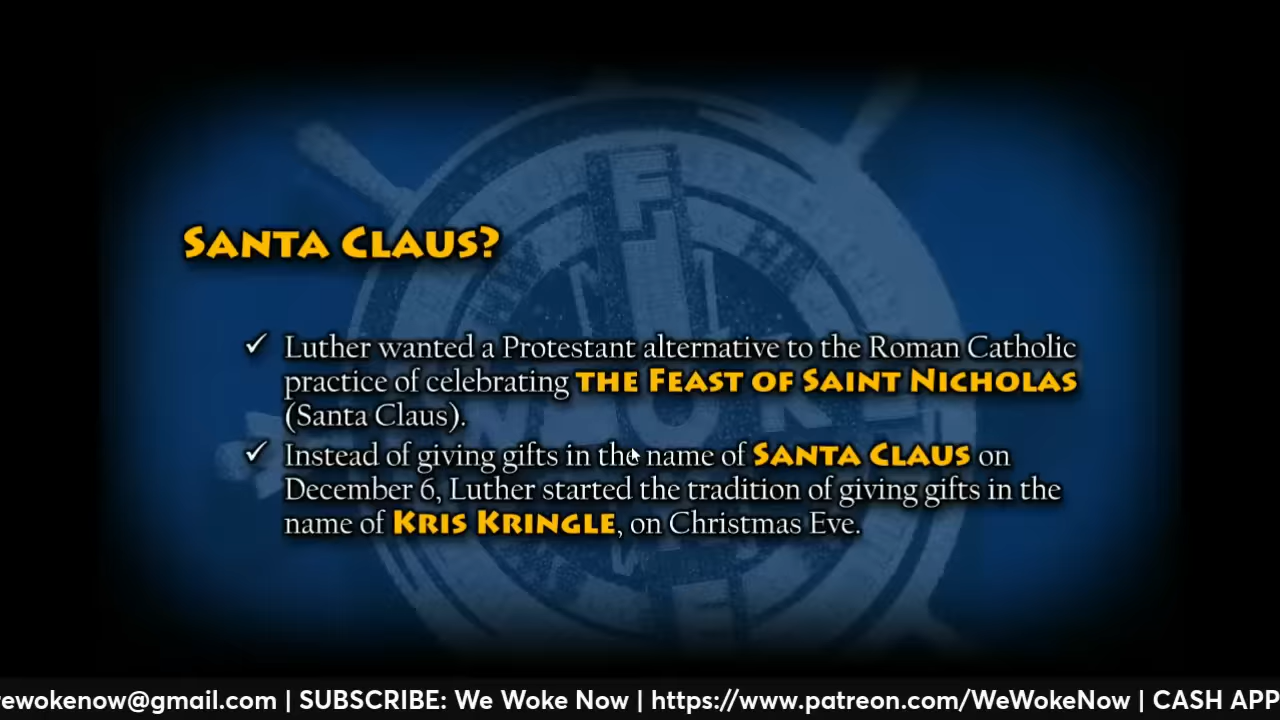 SANTA CLAUS?
✓ Luther wanted a Protestant alternative to the Roman Catholic
practice of celebrating THE FEAST OF SAINT NICHOLAS
(Santa Claus).
✓ Instead of giving gifts in the name of SANTA CLAUS on
December 6, Luther started the tradition of giving gifts in the
name of KRIS KRINGLE, on Christmas Eve.
ewokenow@gmail.com | SUBSCRIBE: We Woke Now | https://www.patreon.com/WeWokeNow | CASH APP